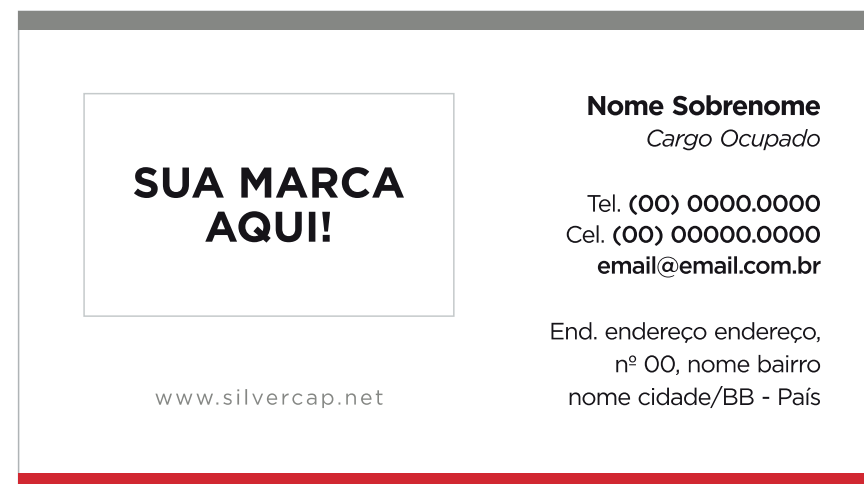 SUA MARCA
AQUI!
www.silvercap.net
Nome Sobrenome
Cargo Ocupado
Tel. (00) 0000.0000
Cel. (00) 00000.0000
email@email.com.br
End. endereço endereço,
nº 00, nome bairro
nome cidade/BB - País